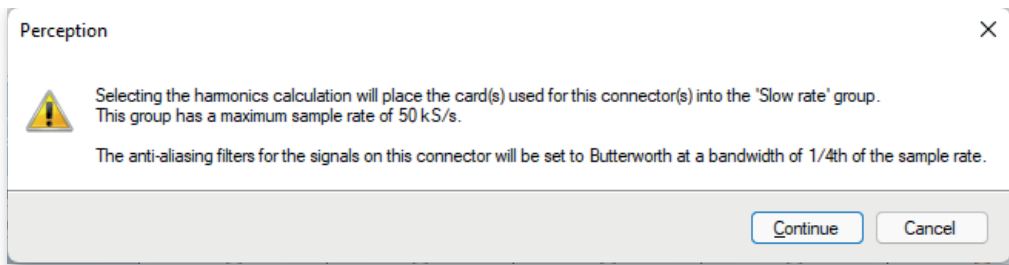 Perception
Selecting the harmonics calculation will place the card(s) used for this connector(s) into the 'Slow rate' group.
This group has a maximum sample rate of 50 kS/s.
The anti-aliasing filters for the signals on this connector will be set to Butterworth at a bandwidth of 1/4th of the sample rate.
Continue
Cancel